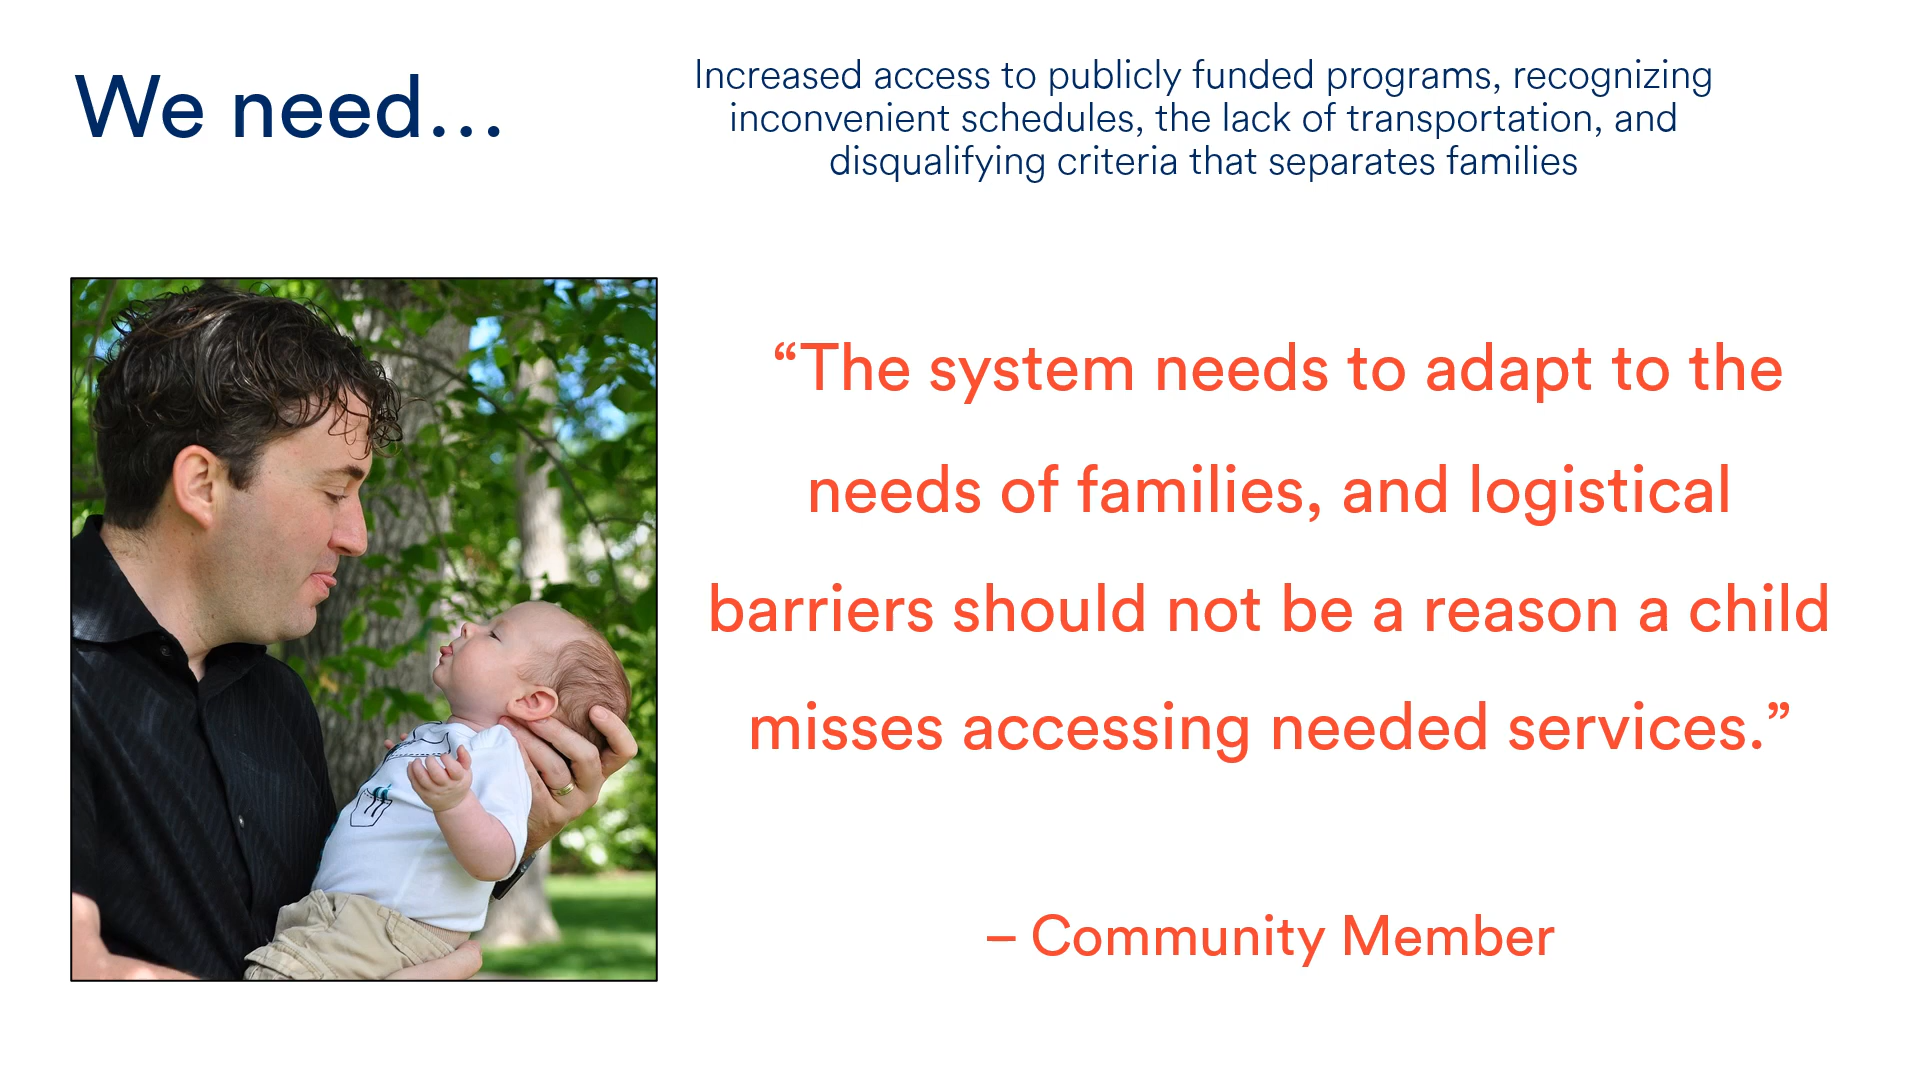 We need…
Increased access to publicly funded programs, recognizing
inconvenient schedules, the lack of transportation, and
disqualifying criteria that separates families
“The system needs to adapt to the
needs of families, and logistical
barriers should not be a reason a child
misses accessing needed services.”
– Community Member